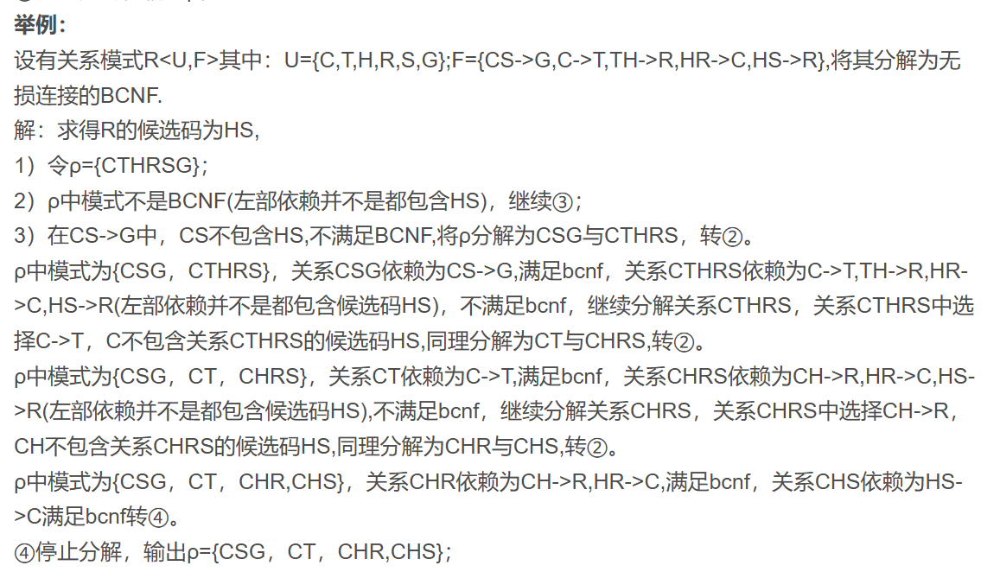 举例：
设有关系模式R<U,F>其中：U={C,T,H,R,S,G};F={CS->G,C->T,TH->R,HR->C,HS->R},将其分解为无
损连接的BCNF.
解：求得R的候选码为HS,
1）令ρ={CTHRSG}；
2）ρ中模式不是BCNF(左部依赖并不是都包含HS)，继续③；
3）在CS->G中，CS不包含HS,不满足BCNF,将ρ分解为CSG与CTHRS，转②。
ρ中模式为{CSG，CTHRS}，关系CSG依赖为CS->G,满足bcnf，关系CTHRS依赖为C->T,TH->R,HR-
>C,HS->R(左部依赖并不是都包含候选码HS)，不满足bcnf，继续分解关系CTHRS，关系CTHRS中选
择C->T，C不包含关系CTHRS的候选码HS,同理分解为CT与CHRS,转②。
ρ中模式为{CSG，CT，CHRS}，关系CT依赖为C->T,满足bcnf，关系CHRS依赖为CH->R,HR->C,HS-
>R(左部依赖并不是都包含候选码HS),不满足bcnf，继续分解关系CHRS，关系CHRS中选择CH->R，
CH不包含关系CHRS的候选码HS,同理分解为CHR与CHS,转②。
ρ中模式为{CSG，CT，CHR,CHS}，关系CHR依赖为CH->R,HR->C,满足bcnf，关系CHS依赖为HS-
>C满足bcnf转④。
④停止分解，输出ρ={CSG，CT，CHR,CHS}；